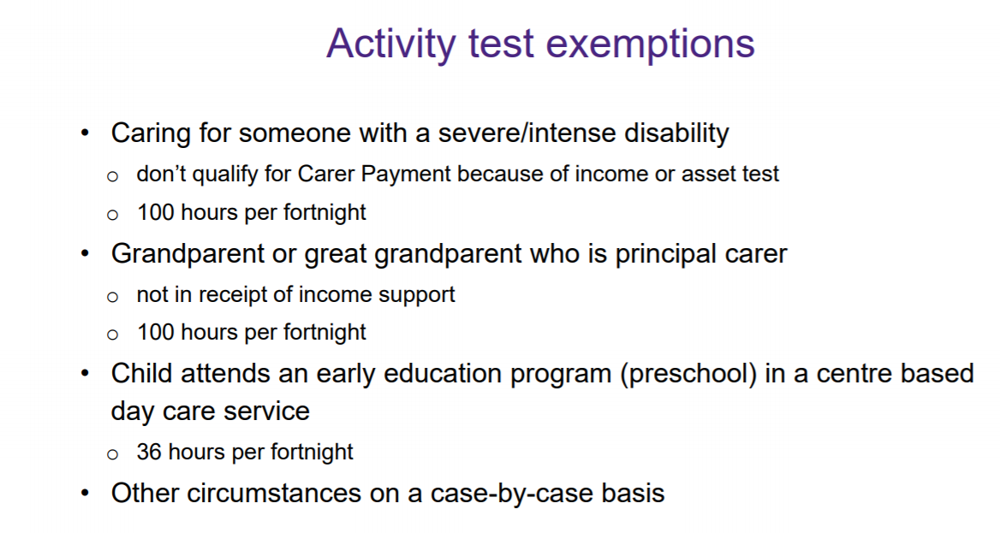 Activity test exemptions
• Caring for someone with a severe/intense disability
o don’t qualify for Carer Payment because of income or asset test
o 100 hours per fortnight
• Grandparent or great grandparent who is principal carer
o not in receipt of income support
o 100 hours per fortnight
• Child attends an early education program (preschool) in a centre based
day care service
o 36 hours per fortnight
• Other circumstances on a case-by-case basis